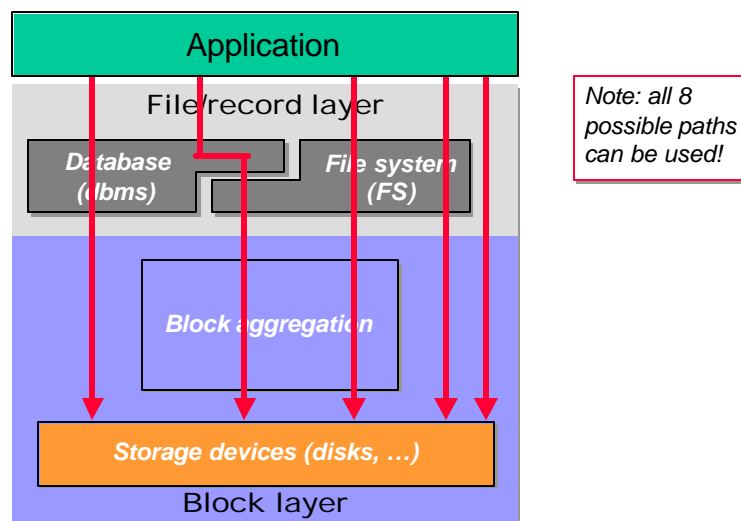 Application
File/record layer
Note: all 8
possible paths
can be used!
Database
(dbms)
File system
(FS)
Block aggregation
Storage devices (disks, …)
Block layer